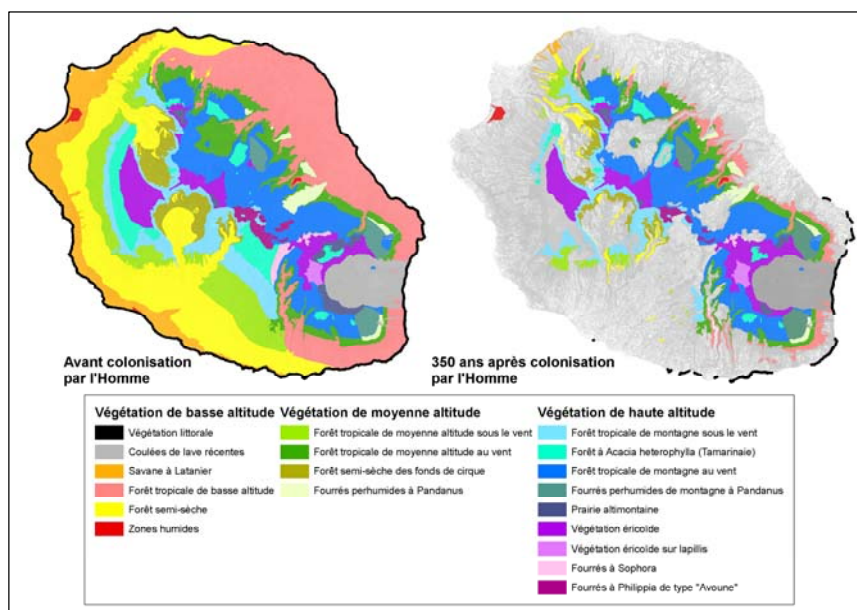 Avant colonisation
par l'Homme
350 ans après colonisation
par l'Homme
Végétation de basse altitude
Végétation littorale
Coulées de lave récentes
Savane à Latanier
Forêt tropicale de basse altitude
Forêt semi-sèche
Zones humides
Végétation de moyenne altitude
Forêt tropicale de moyenne altitude sous le vent
Forêt tropicale de moyenne altitude au vent
Forêt semi-sèche des fonds de cirque
Fourrés perhumides à Pandanus
Végétation de haute altitude
Forêt tropicale de montagne sous le vent
Forêt à Acacia heterophylla (Tamarinaie)
Forêt tropicale de montagne au vent
Fourrés perhumides de montagne à Pandanus
Prairie altimontaine
Végétation éricoïde
Végétation éricoïde sur lapillis
Fourrés à Sophora
Fourrés à Philippia de type "Avoune"